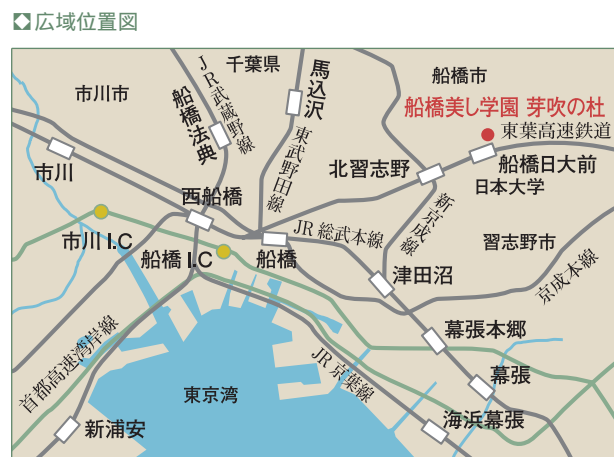 ◆広域位置図
千葉県
船橋市
市川市
JR武蔵野線
馬込沢
船橋法典
船橋美し学園 芽吹の杜
東葉高速鉄道
東武野田線
市川
北習志野
船橋日大前
日本大学
西船橋
新京成線
JR総武本線
習志野市
市川I.C
船橋I.C
船橋
津田沼
京成本線
首都高速湾岸線
幕張本郷
JR京葉線
幕張
東京湾
新浦安
海浜幕張